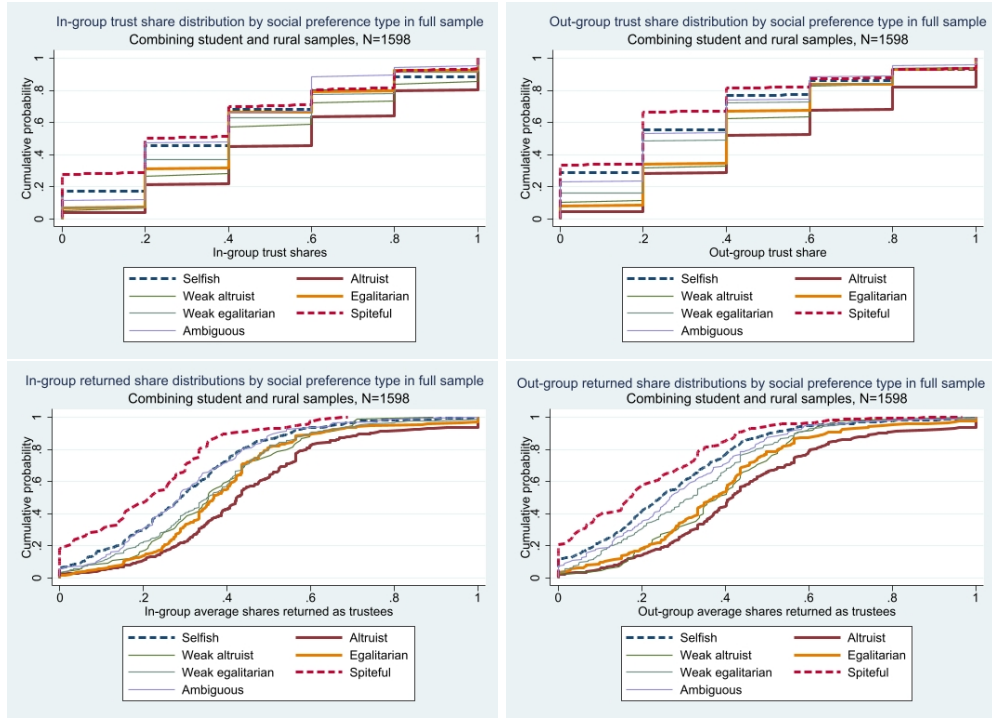 In-group trust share distribution by social preference type in full sample
Combining student and rural samples, N=1598
Cumulative probability
0 .2 .4 .6 .8 1
0 .2 .4 .6 .8 1
In-group trust shares
Selfish Altruist
Weak altruist Egalitarian
Weak egalitarian Spiteful
Ambiguous
Out-group trust share distribution by social preference type in full sample
Combining student and rural samples, N=1598
Cumulative probability
0 .2 .4 .6 .8 1
0 .2 .4 .6 .8 1
Out-group trust share
Selfish Altruist
Weak altruist Egalitarian
Weak egalitarian Spiteful
Ambiguous
In-group returned share distributions by social preference type in full sample
Combining student and rural samples, N=1598
Cumulative probability
0 .2 .4 .6 .8 1
0 .2 .4 .6 .8 1
In-group average shares returned as trustees
Selfish Altruist
Weak altruist Egalitarian
Weak egalitarian Spiteful
Ambiguous
Out-group returned share distributions by social preference type in full sample
Combining student and rural samples, N=1598
Cumulative probability
0 .2 .4 .6 .8 1
0 .2 .4 .6 .8 1
Out-group average shares returned as trustees
Selfish Altruist
Weak altruist Egalitarian
Weak egalitarian Spiteful
Ambiguous